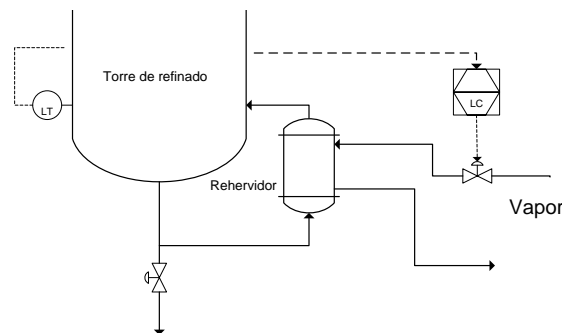 Torre de refinado
LT
LC
Rehervidor
Vapor